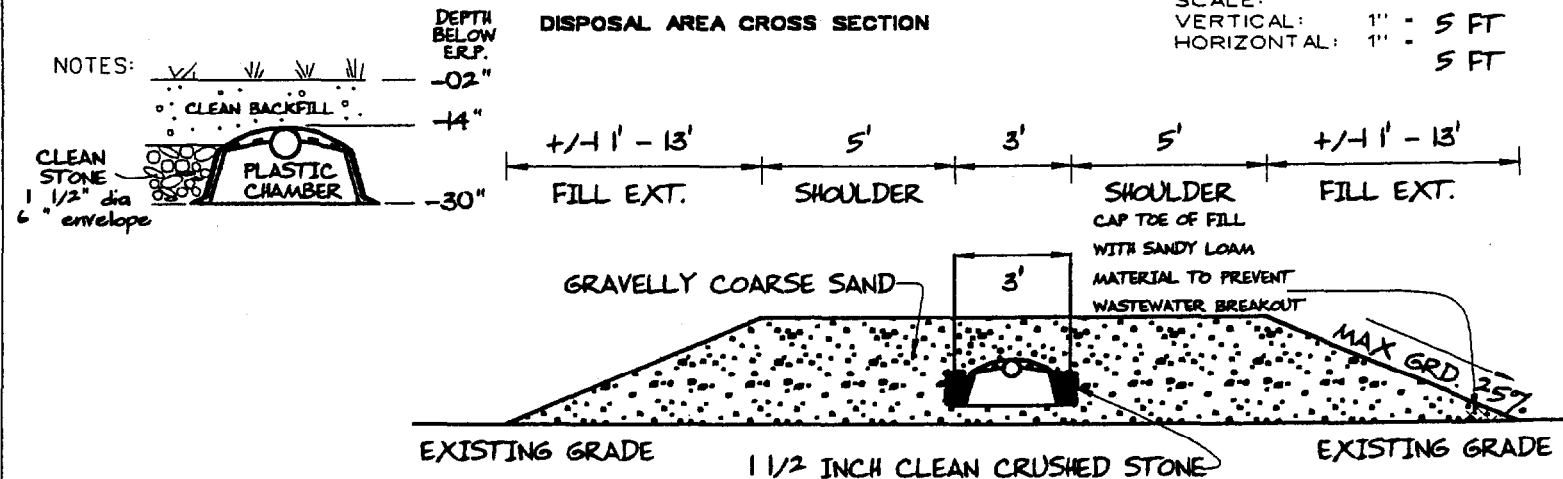 DEPTH
BELOW
E.R.P.
DISPOSAL AREA CROSS SECTION
SCALE:
VERTICAL: 1" - 5 FT
HORIZONTAL: 1" -
5 FT
NOTES:
-02"
CLEAN BACKFILL
-14"
CLEAN
STONE
1 1/2" dia
6 " envelope
PLASTIC
CHAMBER
-30"
+/-11' - 13'
5'
3'
5'
+/-11' - 13'
FILL EXT.
SHOULDER
SHOULDER
FILL EXT.
CAP TOE OF FILL
WITH SANDY LOAM
MATERIAL TO PREVENT
WASTEWATER BREAKOUT
GRAVELLY COARSE SAND
3'
MAX GRD. 25%
EXISTING GRADE
1 1/2 INCH CLEAN CRUSHED STONE
EXISTING GRADE